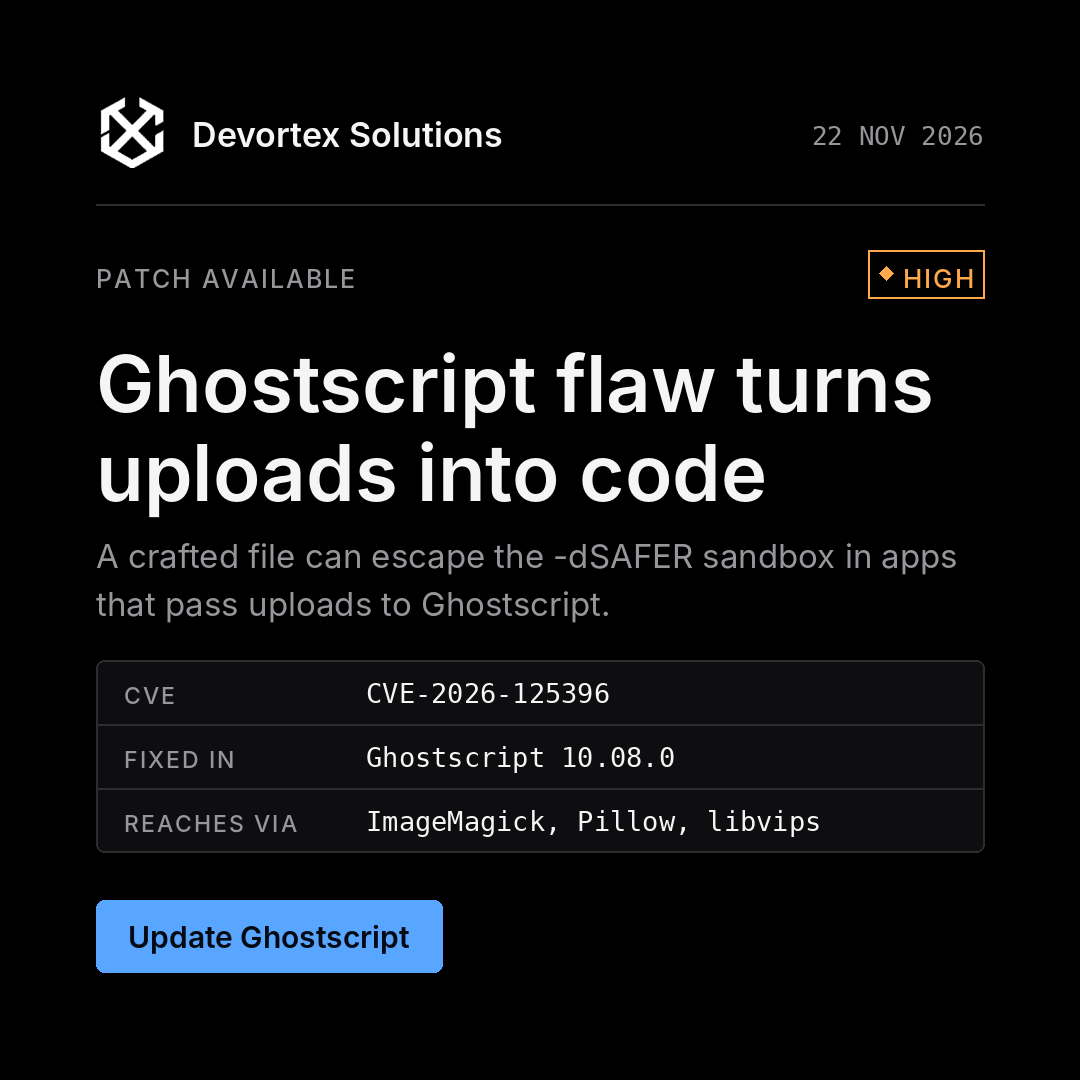 Devortex Solutions
22 NOV 2026
PATCH AVAILABLE
HIGH
Ghostscript flaw turns
uploads into code
A crafted file can escape the -dSAFER sandbox in apps
that pass uploads to Ghostscript.
CVE CVE-2026-125396
FIXED IN Ghostscript 10.08.0
REACHES VIA ImageMagick, Pillow, libvips
Update Ghostscript